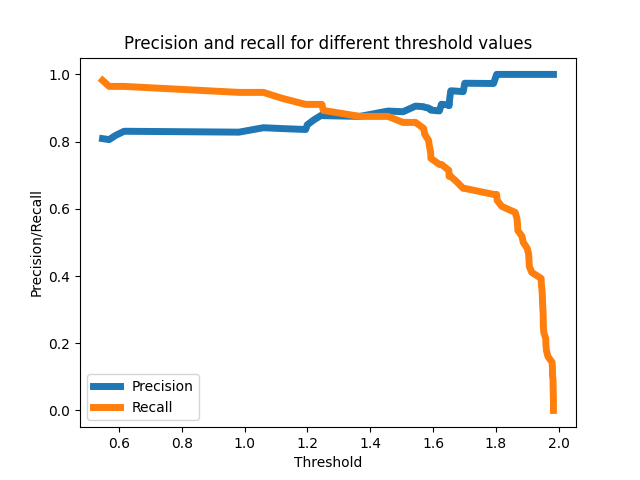 Precision and recall for different threshold values
Precision/Recall
1.0
0.8
0.6
0.4
0.2
0.0
Precision
Recall
0.6 0.8 1.0 1.2 1.4 1.6 1.8 2.0
Threshold